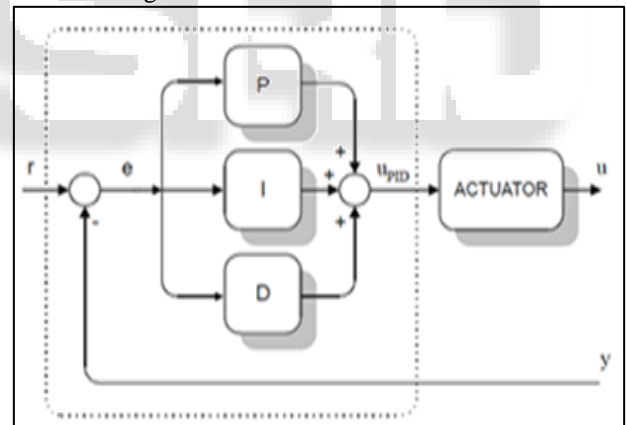 P
r
e
+
I
+
u_PID
ACTUATOR
u
-
+
D
y